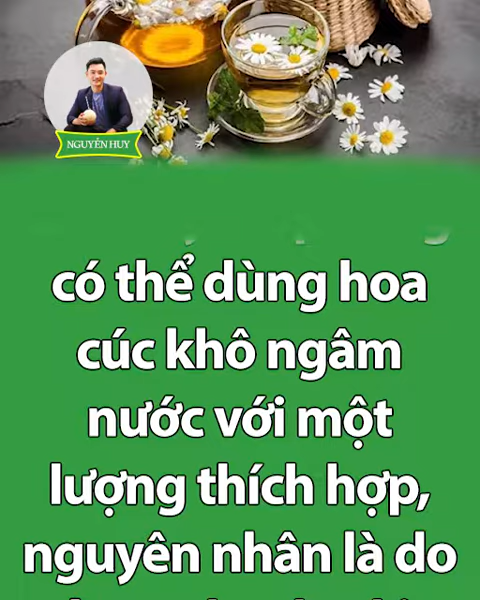 NGUYỄN HUY
có thể dùng hoa
cúc khô ngâm
nước với một
lượng thích hợp,
nguyên nhân là do